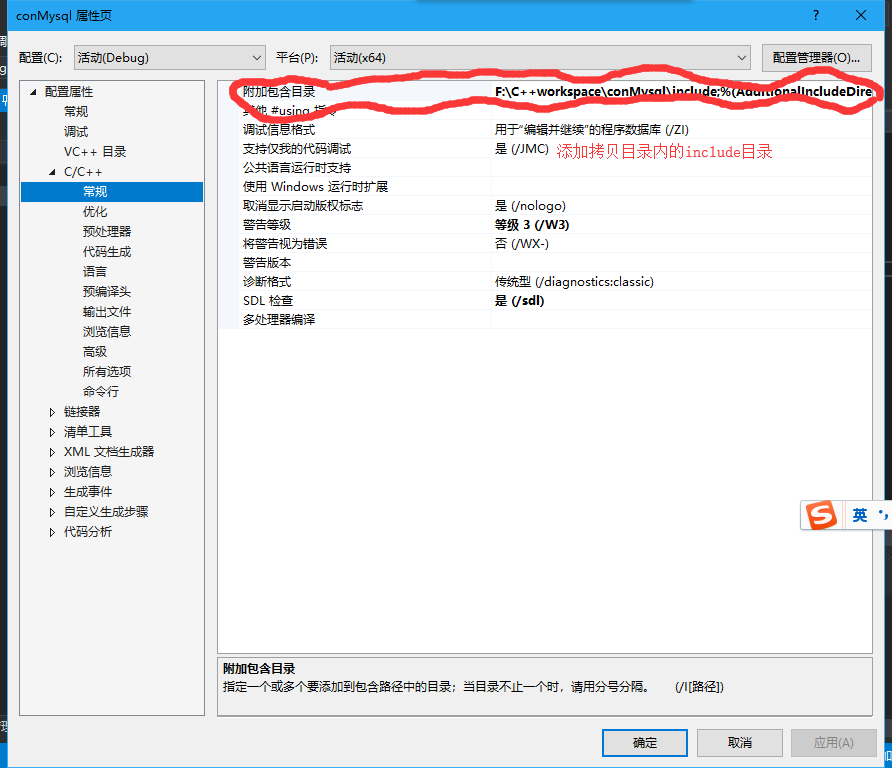 conMysql 属性页
配置(C): 活动(Debug) 平台(P): 活动(x64) 配置管理器(O)...
配置属性
常规
调试
VC++ 目录
C/C++
常规
优化
预处理器
代码生成
语言
预编译头
输出文件
浏览信息
高级
所有选项
命令行
链接器
清单工具
XML 文档生成器
浏览信息
生成事件
自定义生成步骤
代码分析
附加包含目录 F:\C++workspace\conMysql\include;%(AdditionalIncludeDire
其他 #using 指令
调试信息格式 用于“编辑并继续”的程序数据库 (/ZI)
支持仅我的代码调试 是 (/JMC) 添加拷贝目录内的include目录
公共语言运行时支持
使用 Windows 运行时扩展
取消显示启动版权标志 是 (/nologo)
警告等级 等级 3 (/W3)
将警告视为错误 否 (/WX-)
警告版本
诊断格式 传统型 (/diagnostics:classic)
SDL 检查 是 (/sdl)
多处理器编译
英
附加包含目录
指定一个或多个要添加到包含路径中的目录；当目录不止一个时，请用分号分隔。 (/I[路径])
确定 取消 应用(A)